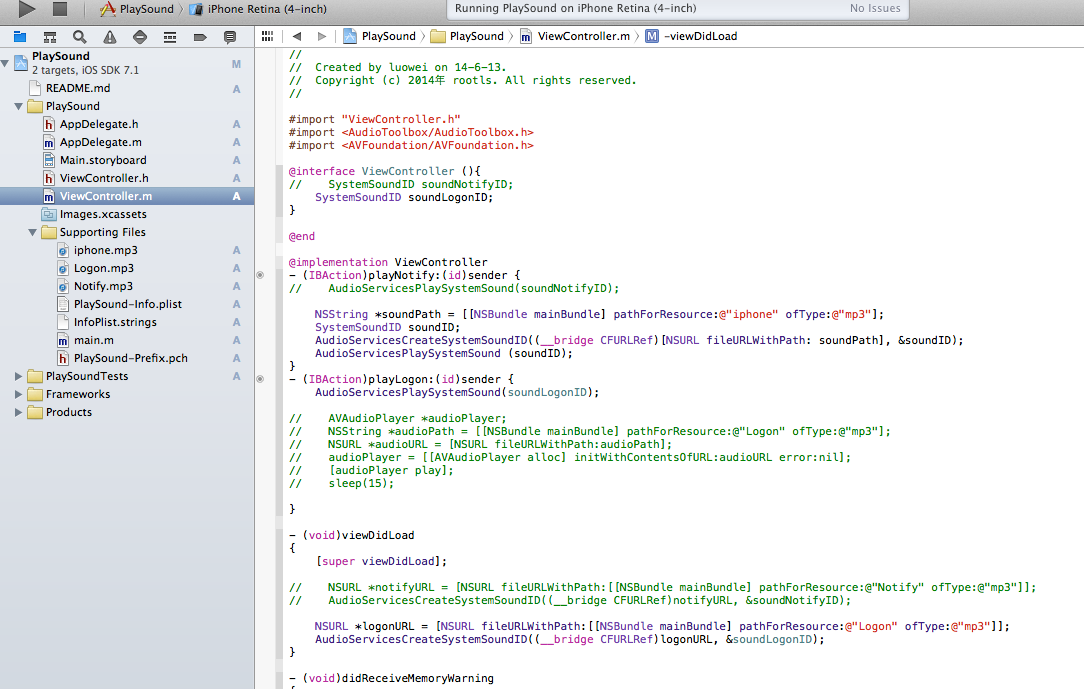 PlaySound iPhone Retina (4-inch)
Running PlaySound on iPhone Retina (4-inch) No Issues
PlaySound PlaySound ViewController.m -viewDidLoad
PlaySound M
2 targets, iOS SDK 7.1
README.md A
PlaySound
AppDelegate.h A
AppDelegate.m A
Main.storyboard A
ViewController.h A
ViewController.m A
Images.xcassets
Supporting Files
iphone.mp3 A
Logon.mp3 A
Notify.mp3 A
PlaySound-Info.plist A
InfoPlist.strings A
main.m A
PlaySound-Prefix.pch A
PlaySoundTests A
Frameworks
Products
//
//  Created by luowei on 14-6-13.
//  Copyright (c) 2014年 rootls. All rights reserved.
//
#import "ViewController.h"
#import <AudioToolbox/AudioToolbox.h>
#import <AVFoundation/AVFoundation.h>
@interface ViewController (){
//    SystemSoundID soundNotifyID;
    SystemSoundID soundLogonID;
}
@end
@implementation ViewController
- (IBAction)playNotify:(id)sender {
//    AudioServicesPlaySystemSound(soundNotifyID);
    NSString *soundPath = [[NSBundle mainBundle] pathForResource:@"iphone" ofType:@"mp3"];
    SystemSoundID soundID;
    AudioServicesCreateSystemSoundID((__bridge CFURLRef)[NSURL fileURLWithPath: soundPath], &soundID);
    AudioServicesPlaySystemSound (soundID);
}
- (IBAction)playLogon:(id)sender {
    AudioServicesPlaySystemSound(soundLogonID);
//    AVAudioPlayer *audioPlayer;
//    NSString *audioPath = [[NSBundle mainBundle] pathForResource:@"Logon" ofType:@"mp3"];
//    NSURL *audioURL = [NSURL fileURLWithPath:audioPath];
//    audioPlayer = [[AVAudioPlayer alloc] initWithContentsOfURL:audioURL error:nil];
//    [audioPlayer play];
//    sleep(15);
}
- (void)viewDidLoad
{
    [super viewDidLoad];
//    NSURL *notifyURL = [NSURL fileURLWithPath:[[NSBundle mainBundle] pathForResource:@"Notify" ofType:@"mp3"]];
//    AudioServicesCreateSystemSoundID((__bridge CFURLRef)notifyURL, &soundNotifyID);
    NSURL *logonURL = [NSURL fileURLWithPath:[[NSBundle mainBundle] pathForResource:@"Logon" ofType:@"mp3"]];
    AudioServicesCreateSystemSoundID((__bridge CFURLRef)logonURL, &soundLogonID);
}
- (void)didReceiveMemoryWarning